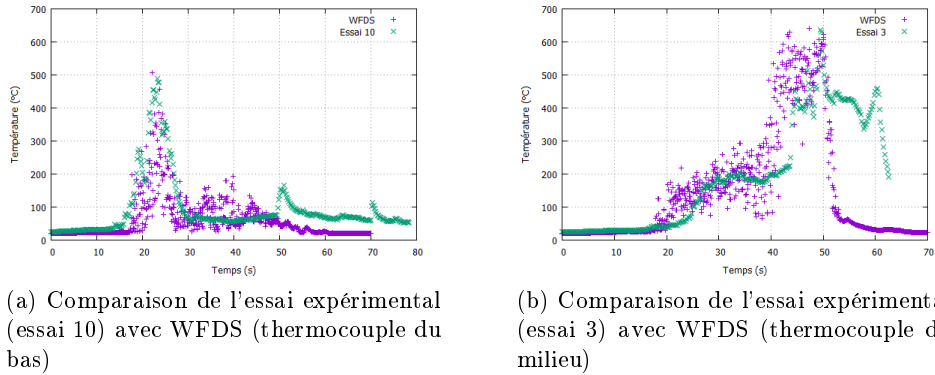 700
600
500
400
300
200
100
0
0 10 20 30 40 50 60 70 80
Température (°C)
Temps (s)
WFDS
Essai 10
(a) Comparaison de l'essai expérimental
(essai 10) avec WFDS (thermocouple du
bas)
700
600
500
400
300
200
100
0
0 10 20 30 40 50 60 70
Température (°C)
Temps (s)
WFDS
Essai 3
(b) Comparaison de l'essai expériment
(essai 3) avec WFDS (thermocouple d
milieu)